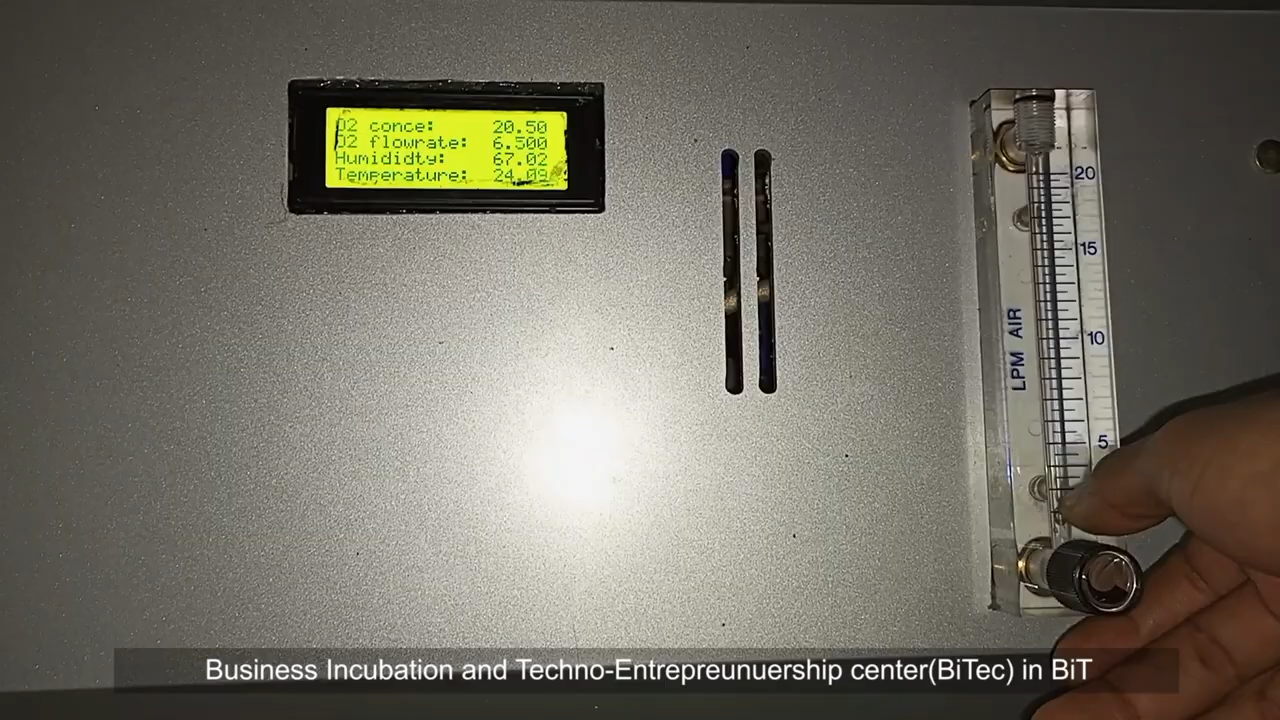 O2 conce: 20.50
O2 flowrate: 6.500
Humididty: 67.02
Temperature: 24.09
20
15
10
5
LPM AIR
Business Incubation and Techno-Entrepreunuership center(BiTec) in BiT